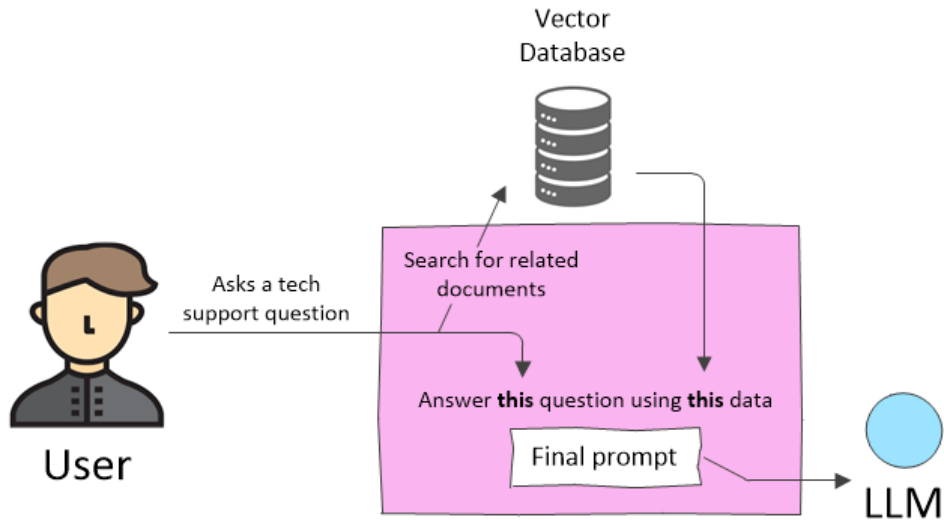 Vector
Database
Search for related
documents
Asks a tech
support question
Answer this question using this data
Final prompt
User
LLM